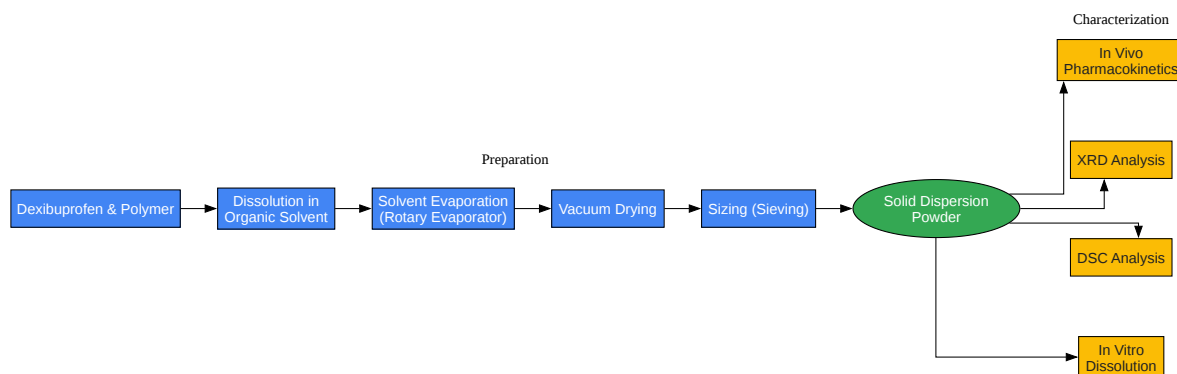 Characterization
In Vivo
Pharmacokinetics
Preparation
XRD Analysis
Dexibuprofen & Polymer
Dissolution in
Organic Solvent
Solvent Evaporation
(Rotary Evaporator)
Vacuum Drying
Sizing (Sieving)
Solid Dispersion
Powder
DSC Analysis
In Vitro
Dissolution